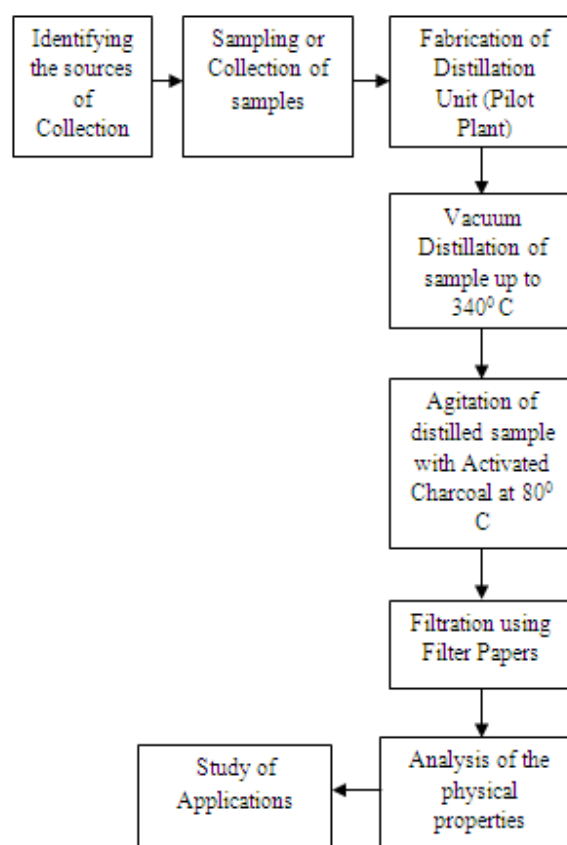 Identifying
the sources
of
Collection
Sampling or
Collection of
samples
Fabrication of
Distillation
Unit (Pilot
Plant)
Vacuum
Distillation of
sample up to
340⁰ C
Agitation of
distilled sample
with Activated
Charcoal at 80⁰
C
Filtration using
Filter Papers
Analysis of the
physical
properties
Study of
Applications